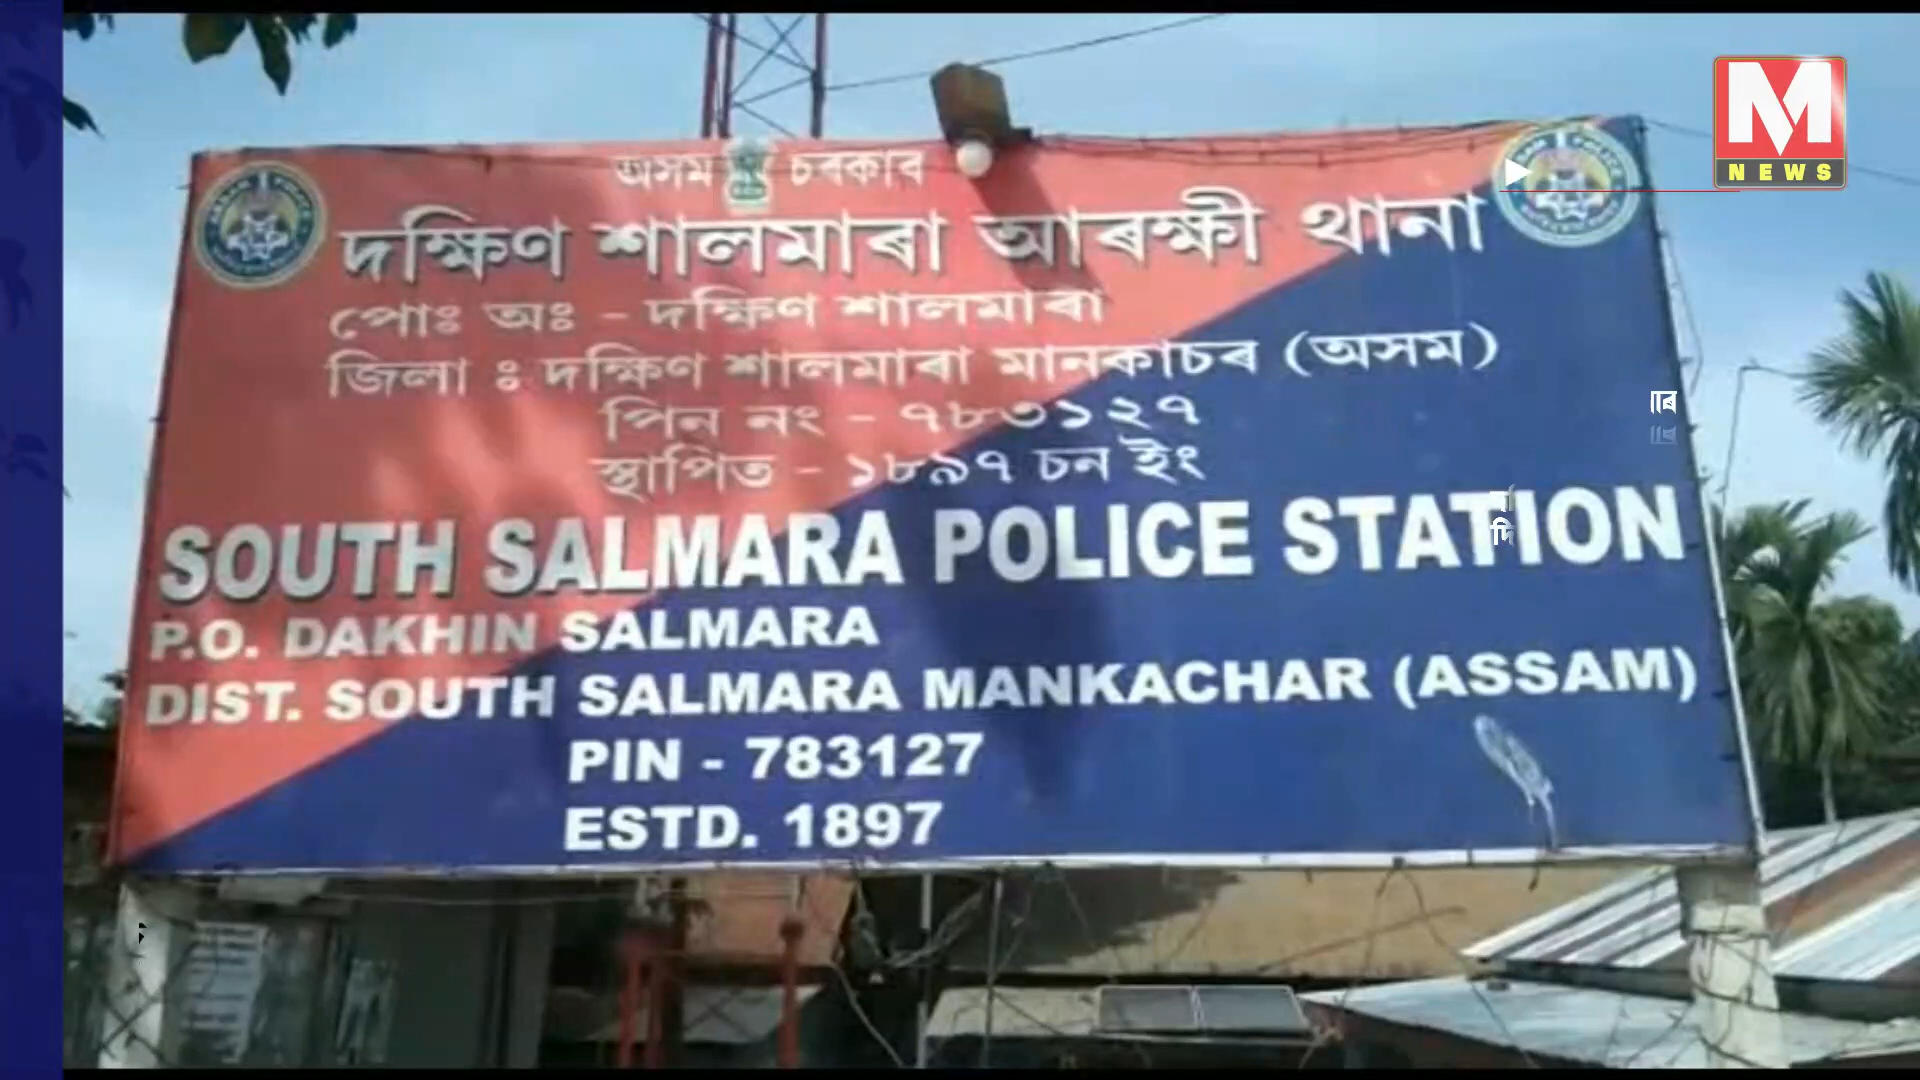 অসম চৰকাৰ
দক্ষিণ শালমাৰা আৰক্ষী থানা
পোঃ অঃ - দক্ষিণ শালমাৰা
জিলা ঃ দক্ষিণ শালমাৰা মানকাচৰ (অসম)
পিন নং - ৭৮৩১২৭
স্থাপিত - ১৮৯৭ চন ইং
SOUTH SALMARA POLICE STATION
P.O. DAKHIN SALMARA
DIST. SOUTH SALMARA MANKACHAR (ASSAM)
PIN - 783127
ESTD. 1897
M
NEWS